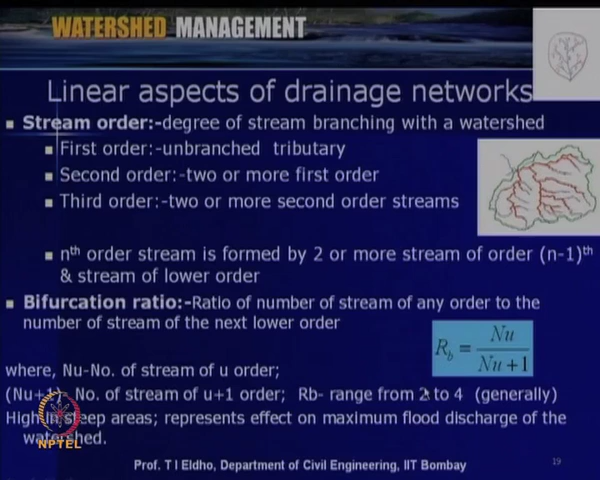 WATERSHED MANAGEMENT
Linear aspects of drainage networks
Stream order:-degree of stream branching with a watershed
First order:-unbranched tributary
Second order:-two or more first order
Third order:-two or more second order streams
nth order stream is formed by 2 or more stream of order (n-1)th
& stream of lower order
Bifurcation ratio:-Ratio of number of stream of any order to the
number of stream of the next lower order
R_b = Nu / Nu + 1
where, Nu-No. of stream of u order;
(Nu+1)- No. of stream of u+1 order; Rb- range from 2 to 4 (generally)
High in steep areas; represents effect on maximum flood discharge of the
watershed.
NPTEL
Prof. T I Eldho, Department of Civil Engineering, IIT Bombay
19